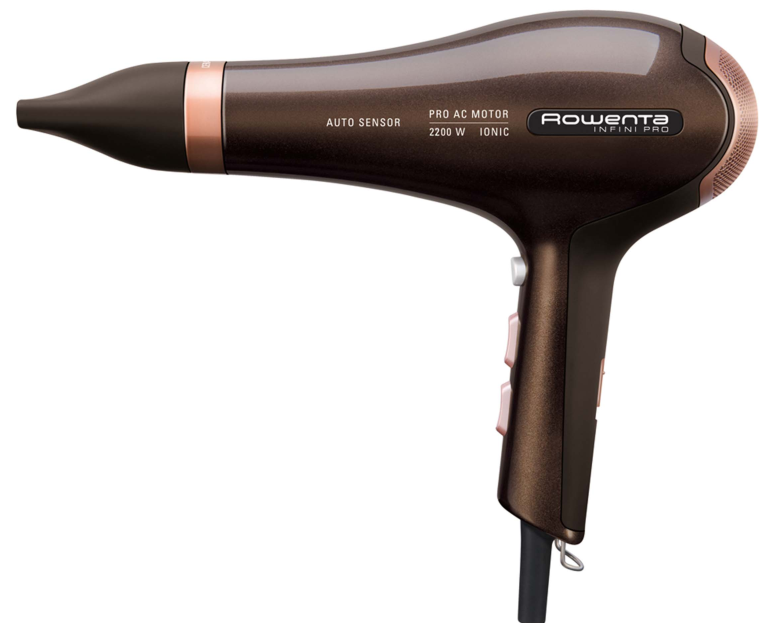 AUTO SENSOR
PRO AC MOTOR
2200 W IONIC
Rowenta
INFINI PRO